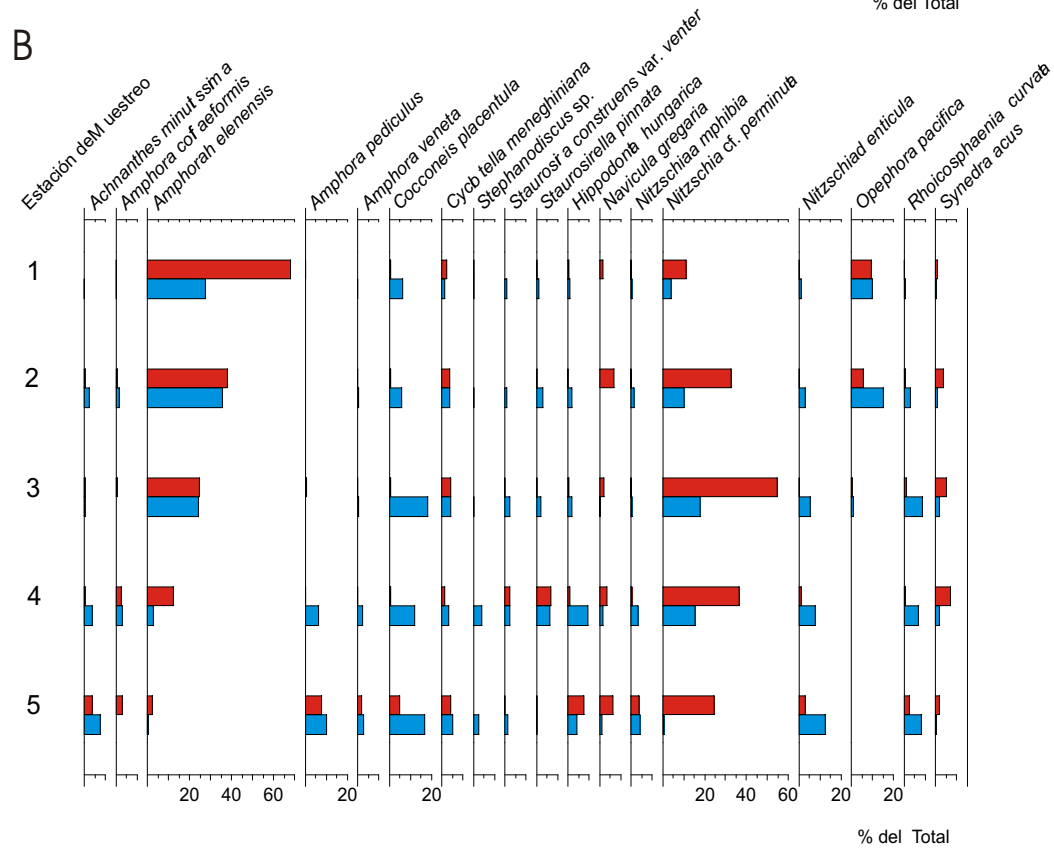 % del Total
B
Estación deM uestreo
Achnanthes minut ssim a
Amphora cof aeformis
Amphorah elenensis
Amphora pediculus
Amphora veneta
Cocconeis placentula
Cycb tella meneghiniana
Stephanodiscus sp.
Staurosi a construens var. venter
Staurosirella pinnata
Hippodona hungarica
Navicula gregaria
Nitzschiaa mphibia
Nitzschia cf. perminuta
Nitzschiad enticula
Opephora pacifica
Rhoicosphaenia curvata
Synedra acus
1
2
3
4
5
20 40 60 20 20 20 40 60 20 20
% del Total